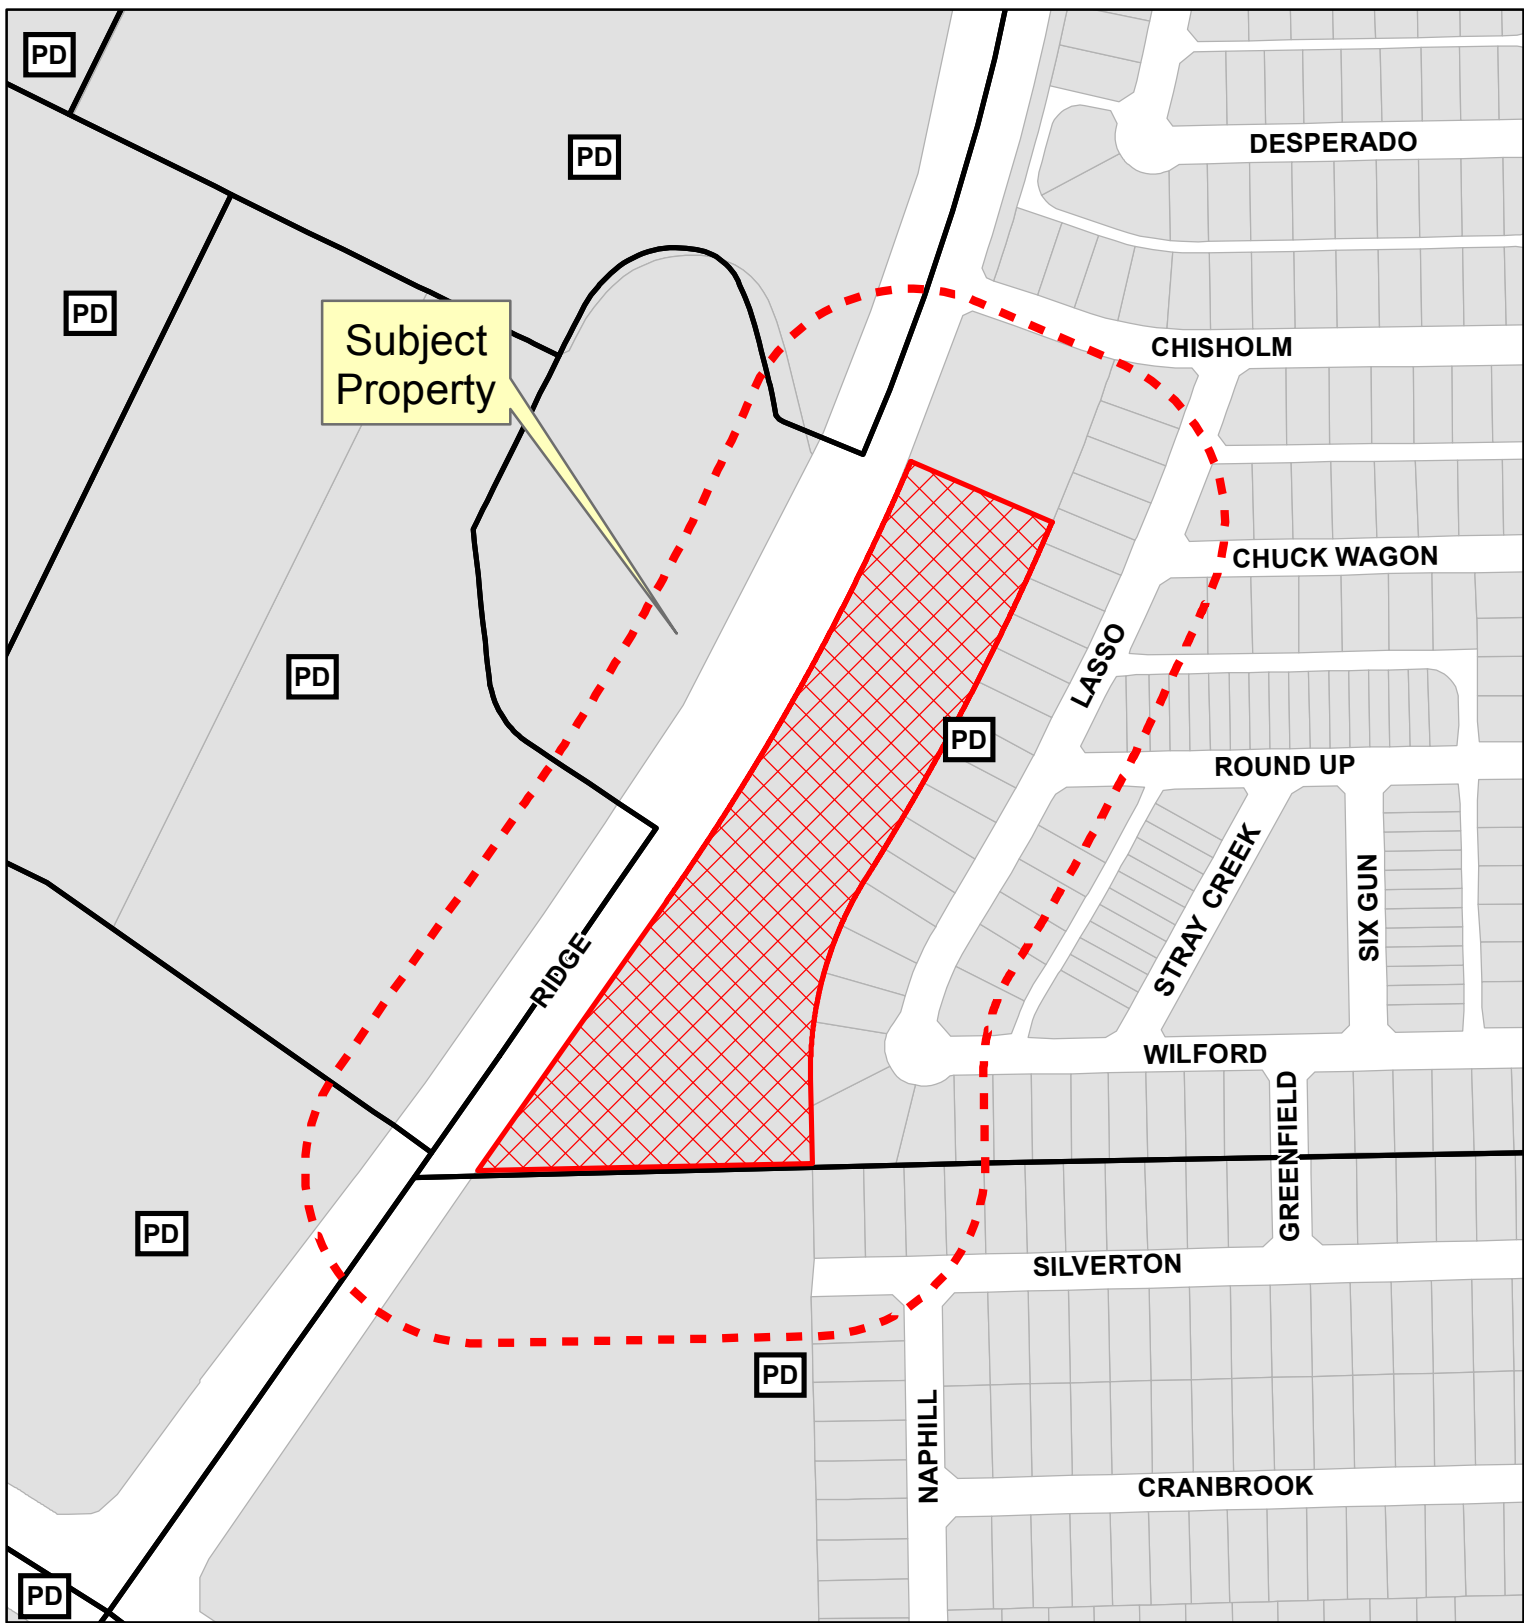 PD
PD
DESPERADO
PD
Subject
Property
CHISHOLM
CHUCK WAGON
LASSO
PD
PD
ROUND UP
STRAY CREEK
SIX GUN
RIDGE
WILFORD
GREENFIELD
PD
SILVERTON
PD
NAPHILL
CRANBROOK
PD